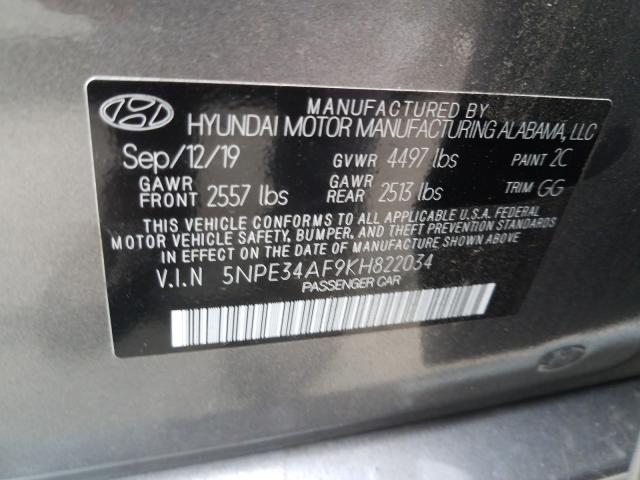 MANUFACTURED BY
HYUNDAI MOTOR MANUFACTURING ALABAMA, LLC
Sep/12/19 GVWR 4497 lbs PAINT 2C
GAWR FRONT 2557 lbs GAWR REAR 2513 lbs TRIM GG
THIS VEHICLE CONFORMS TO ALL APPLICABLE U.S.A. FEDERAL
MOTOR VEHICLE SAFETY, BUMPER, AND THEFT PREVENTION STANDARDS
IN EFFECT ON THE DATE OF MANUFACTURE SHOWN ABOVE.
V.I.N 5NPE34AF9KH822034
PASSENGER CAR